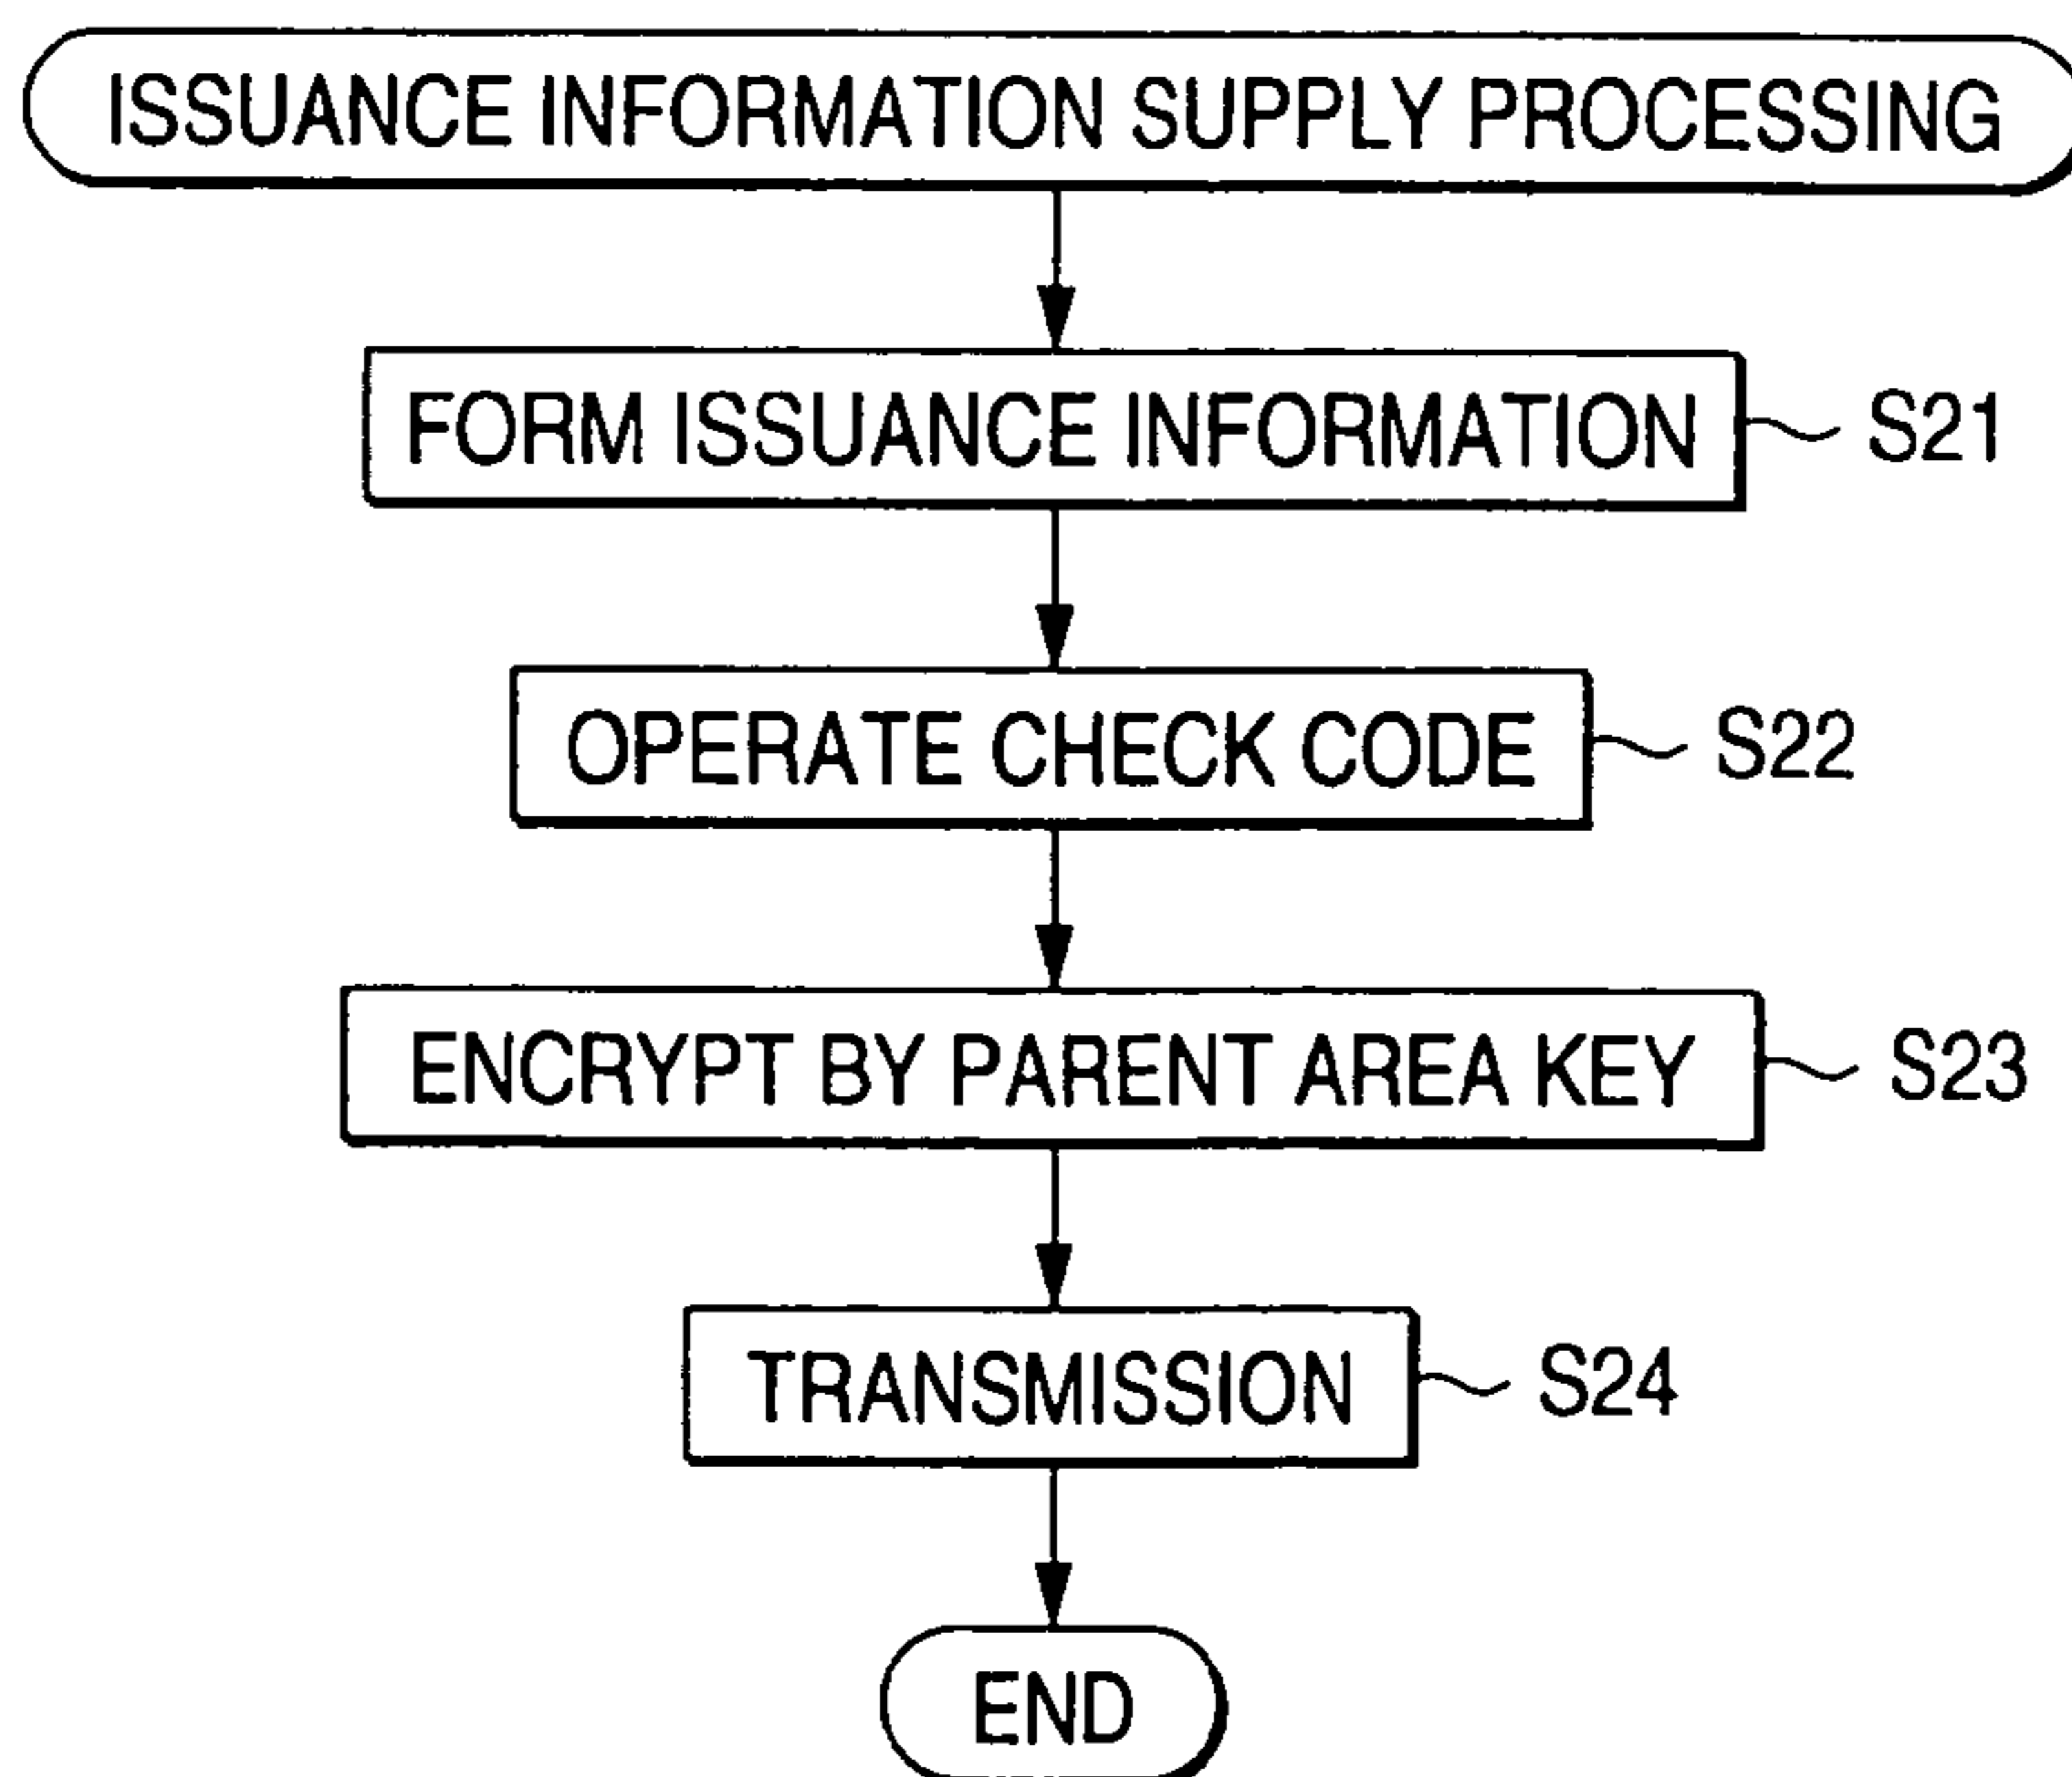 ISSUANCE INFORMATION SUPPLY PROCESSING
FORM ISSUANCE INFORMATION S21
OPERATE CHECK CODE S22
ENCRYPT BY PARENT AREA KEY S23
TRANSMISSION S24
END